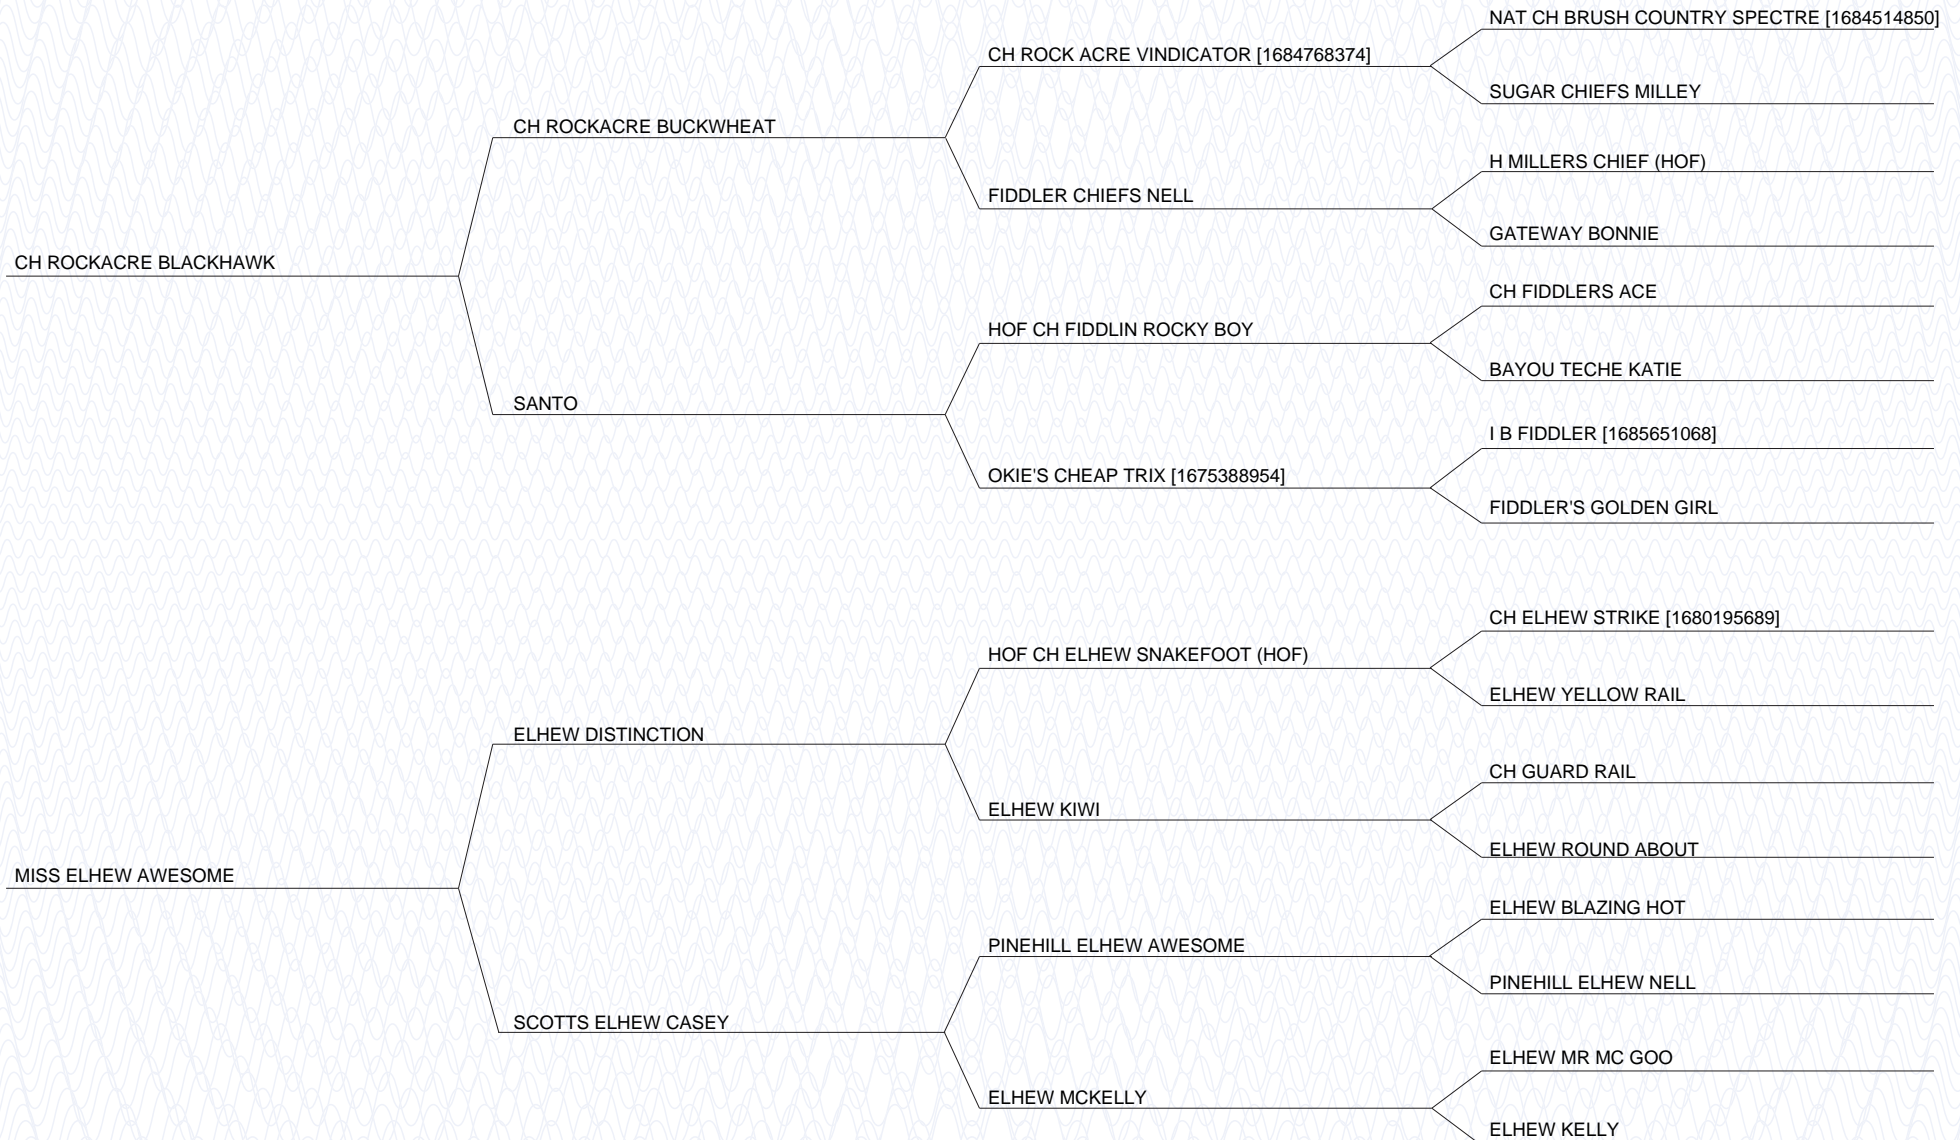 NAT CH BRUSH COUNTRY SPECTRE [1684514850]
CH ROCK ACRE VINDICATOR [1684768374]
SUGAR CHIEFS MILLEY
CH ROCKACRE BUCKWHEAT
H MILLERS CHIEF (HOF)
FIDDLER CHIEFS NELL
GATEWAY BONNIE
CH ROCKACRE BLACKHAWK
CH FIDDLERS ACE
HOF CH FIDDLIN ROCKY BOY
BAYOU TECHE KATIE
SANTO
I B FIDDLER [1685651068]
OKIE'S CHEAP TRIX [1675388954]
FIDDLER'S GOLDEN GIRL
CH ELHEW STRIKE [1680195689]
HOF CH ELHEW SNAKEFOOT (HOF)
ELHEW YELLOW RAIL
ELHEW DISTINCTION
CH GUARD RAIL
ELHEW KIWI
ELHEW ROUND ABOUT
MISS ELHEW AWESOME
ELHEW BLAZING HOT
PINEHILL ELHEW AWESOME
PINEHILL ELHEW NELL
SCOTTS ELHEW CASEY
ELHEW MR MC GOO
ELHEW MCKELLY
ELHEW KELLY